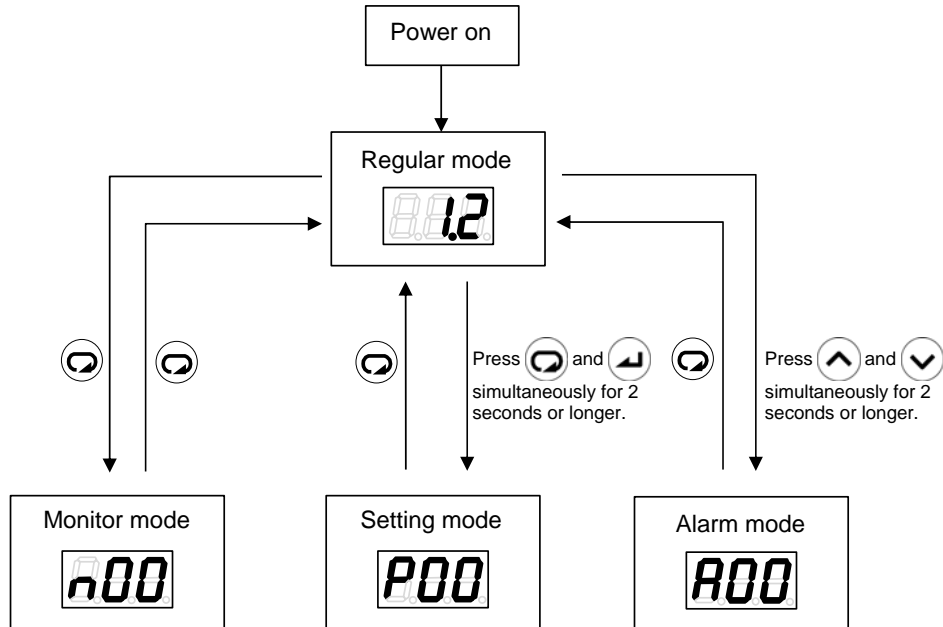 Power on
Regular mode
1.2
Press and
simultaneously for 2
seconds or longer.
Press and
simultaneously for 2
seconds or longer.
Monitor mode
n00
Setting mode
P00
Alarm mode
A00